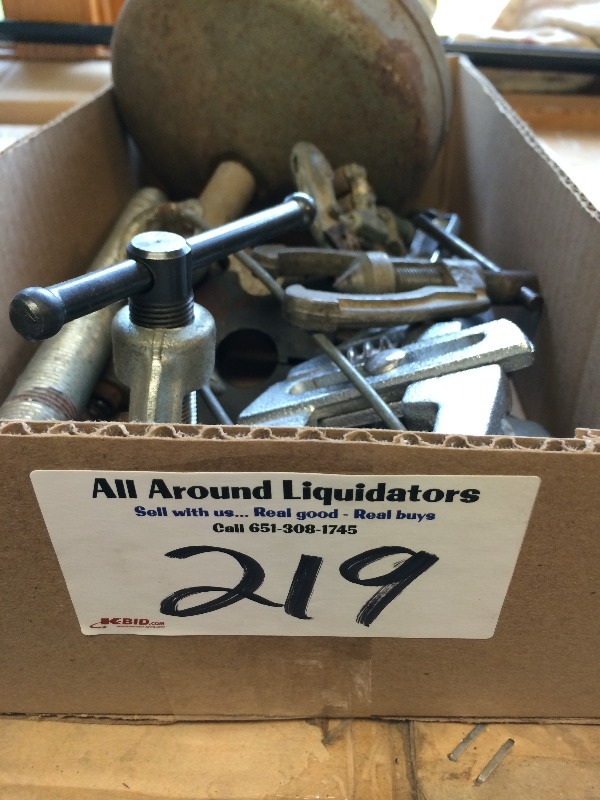 All Around Liquidators
Sell with us... Real good - Real buys
Call 651-308-1745
219
K-BID.com